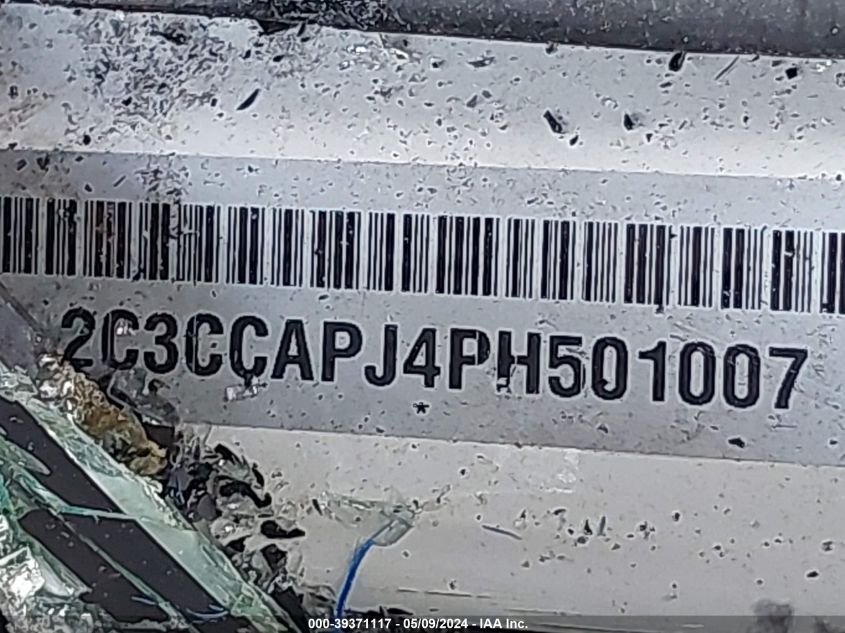 2C3CCAPJ4PH501007
*
000-39371117 - 05/09/2024 - IAA Inc.